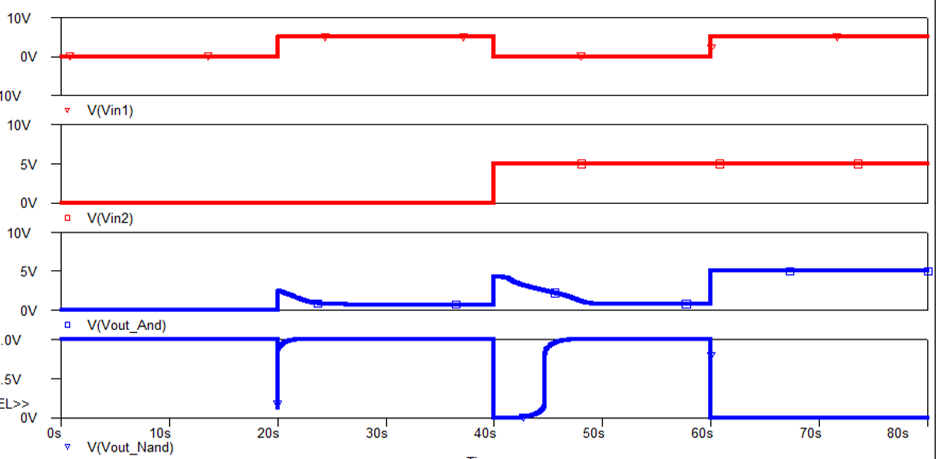 10V
0V
10V
V(Vin1)
10V
5V
0V
V(Vin2)
10V
5V
0V
V(Vout_And)
.0V
.5V
EL>>
0V
0s 10s 20s 30s 40s 50s 60s 70s 80s
V(Vout_Nand)